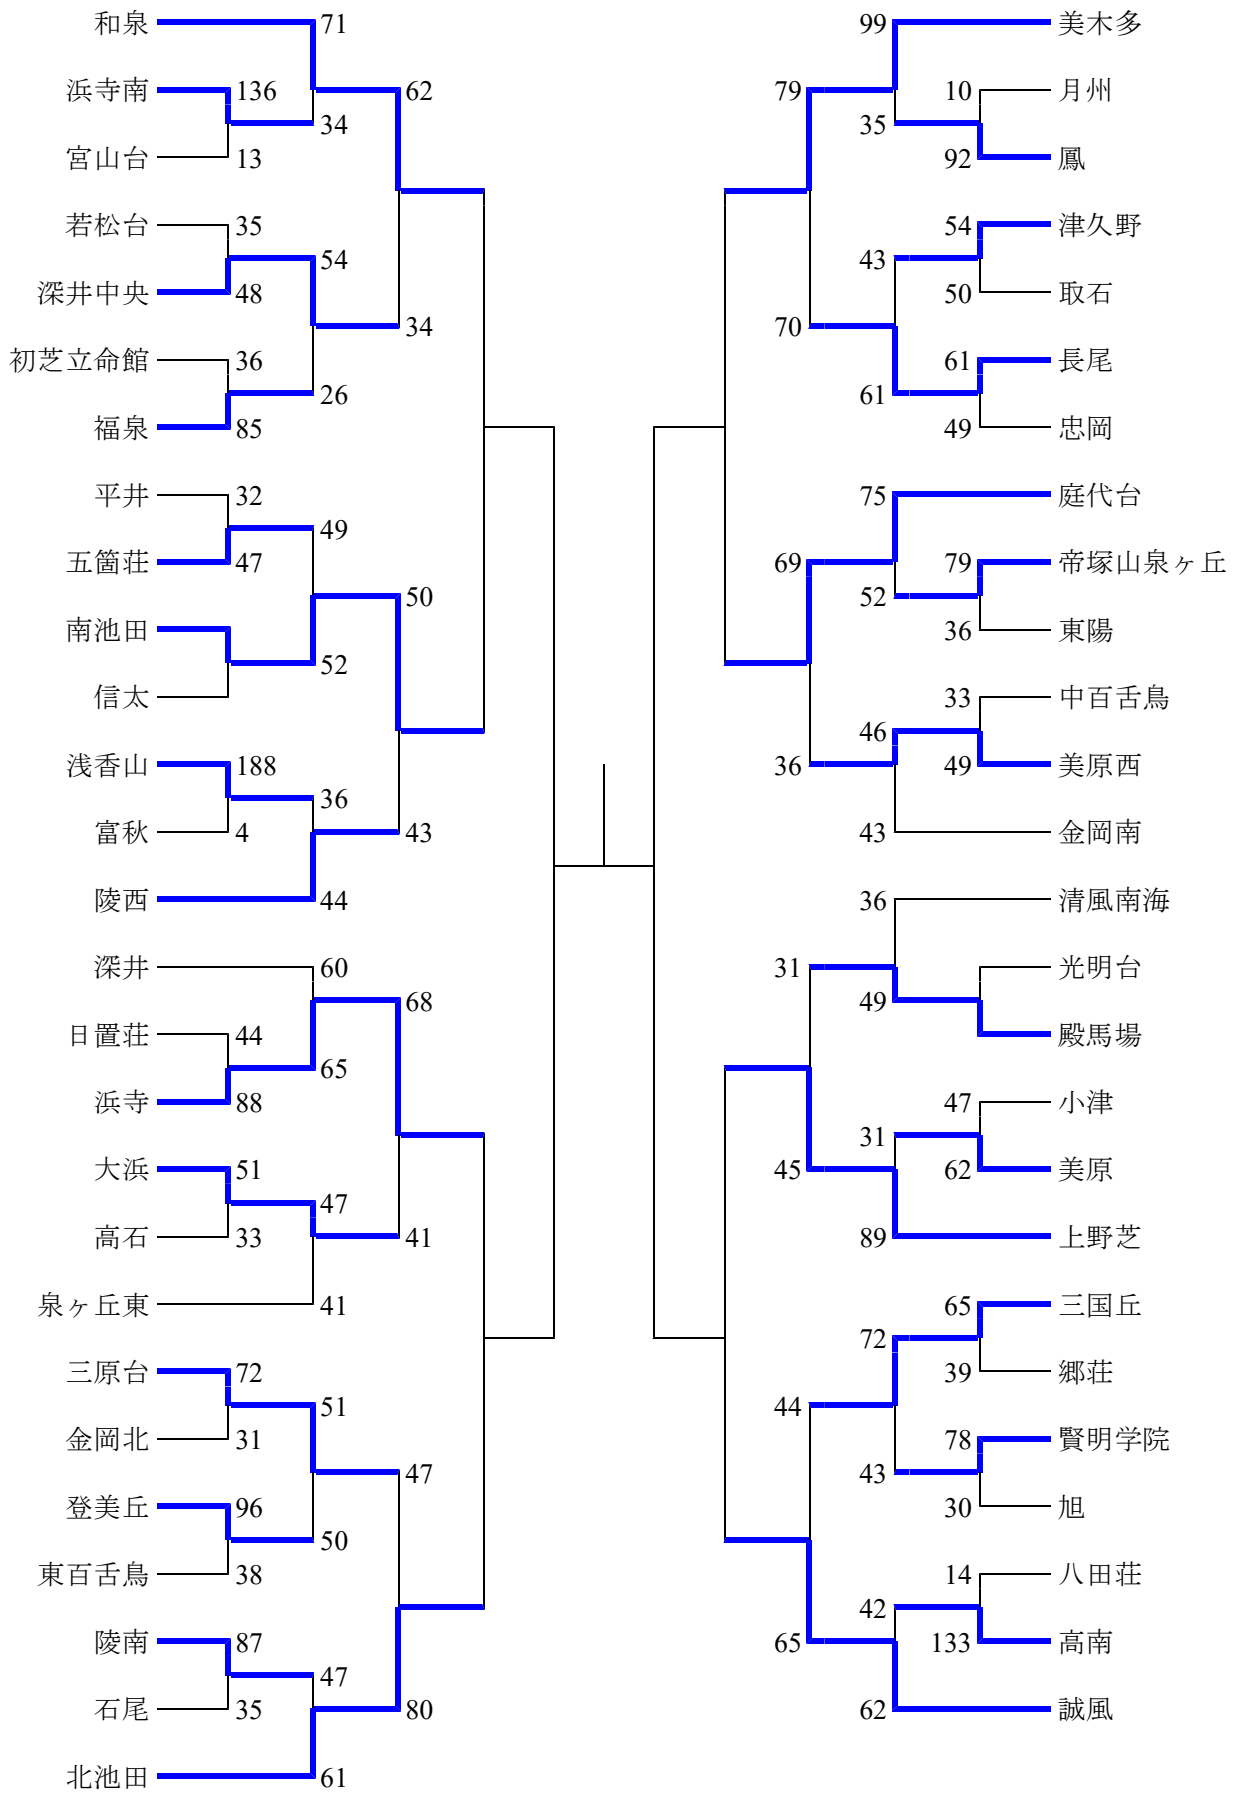 和泉 71 99 美木多
浜寺南 136 62 79 10 月州
34 35
宮山台 13 92 鳳
若松台 35 54 津久野
54 43
深井中央 48 50 取石
34 70
初芝立命館 36 61 長尾
26 61
福泉 85 49 忠岡
平井 32 75 庭代台
49
五箇荘 47 69 79 帝塚山泉ヶ丘
50 52
南池田 36 東陽
52
信太 33 中百舌鳥
46
浅香山 188 36 49 美原西
36
富秋 4 43 43 金岡南
陵西 44 36 清風南海
深井 60 31 光明台
68 49
日置荘 44 殿馬場
65
浜寺 88 47 小津
31
大浜 51 45 62 美原
47
高石 33 41 89 上野芝
泉ヶ丘東 41 65 三国丘
72
三原台 72 39 郷荘
51 44
金岡北 31 78 賢明学院
47 43
登美丘 96 30 旭
50
東百舌鳥 38 14 八田荘
42
陵南 87 65 133 高南
47
石尾 35 80 62 誠風
北池田 61